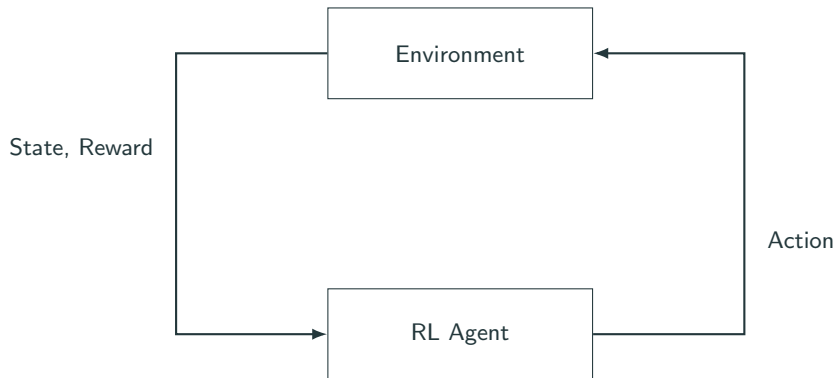 Environment
State, Reward
Action
RL Agent